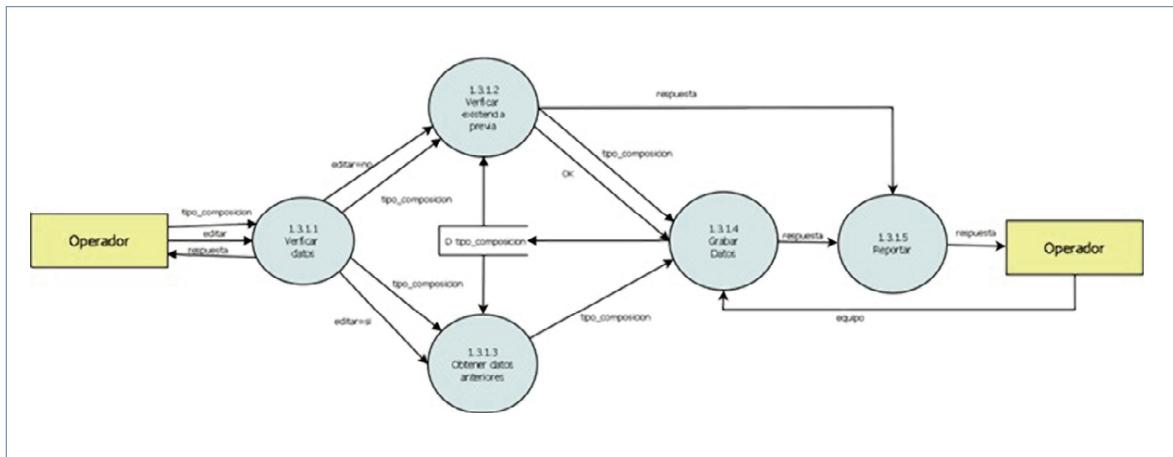 Operador
tipo_composicion
editar
respuesta
1.3.1.1
Verificar
datos
editar=no
tipo_composicion
tipo_composicion
editar=si
1.3.1.2
Verficar
existencia
previa
D tipo_composicion
1.3.1.3
Obtener datos
anteriores
respuesta
tipo_composicion
OK
tipo_composicion
1.3.1.4
Grabar
Datos
respuesta
1.3.1.5
Reportar
respuesta
Operador
equipo